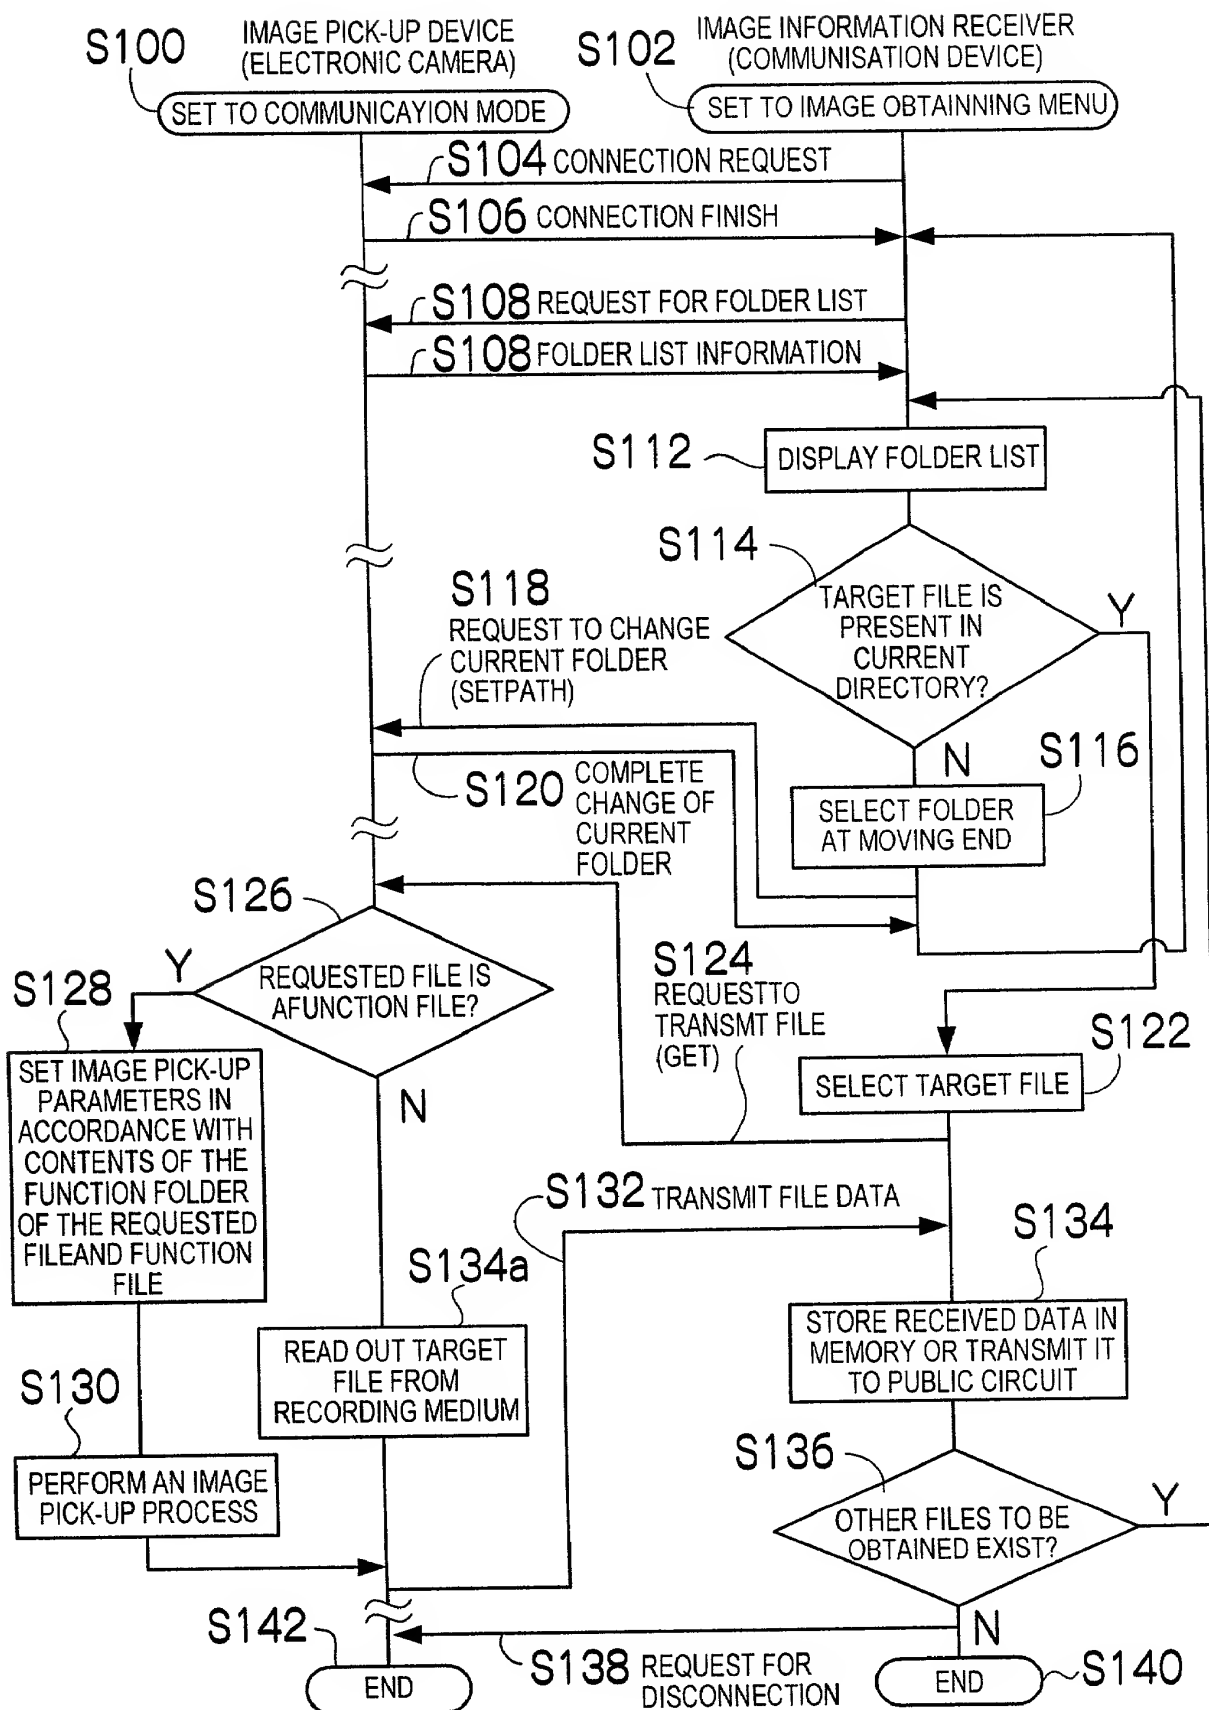 IMAGE PICK-UP DEVICE
(ELECTRONIC CAMERA)
S100
SET TO COMMUNICAYION MODE
IMAGE INFORMATION RECEIVER
(COMMUNISATION DEVICE)
S102
SET TO IMAGE OBTAINNING MENU
S104 CONNECTION REQUEST
S106 CONNECTION FINISH
S108 REQUEST FOR FOLDER LIST
S108 FOLDER LIST INFORMATION
S112
DISPLAY FOLDER LIST
S114
TARGET FILE IS
PRESENT IN
CURRENT
DIRECTORY?
Y
N
S118
REQUEST TO CHANGE
CURRENT FOLDER
(SETPATH)
S116
SELECT FOLDER
AT MOVING END
S120 COMPLETE
CHANGE OF
CURRENT
FOLDER
S126
REQUESTED FILE IS
AFUNCTION FILE?
Y
N
S124
REQUESTTO
TRANSMT FILE
(GET)
S122
SELECT TARGET FILE
S128
SET IMAGE PICK-UP
PARAMETERS IN
ACCORDANCE WITH
CONTENTS OF THE
FUNCTION FOLDER
OF THE REQUESTED
FILEAND FUNCTION
FILE
S132 TRANSMIT FILE DATA
S134a
READ OUT TARGET
FILE FROM
RECORDING MEDIUM
S134
STORE RECEIVED DATA IN
MEMORY OR TRANSMIT IT
TO PUBLIC CIRCUIT
S130
PERFORM AN IMAGE
PICK-UP PROCESS
S136
OTHER FILES TO BE
OBTAINED EXIST?
Y
N
S142
END
S138 REQUEST FOR
DISCONNECTION
END
S140